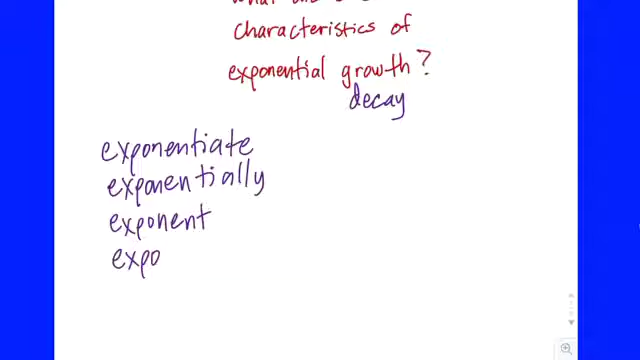 characteristics of
exponential growth?
decay
exponentiate
exponentially
exponent
expo